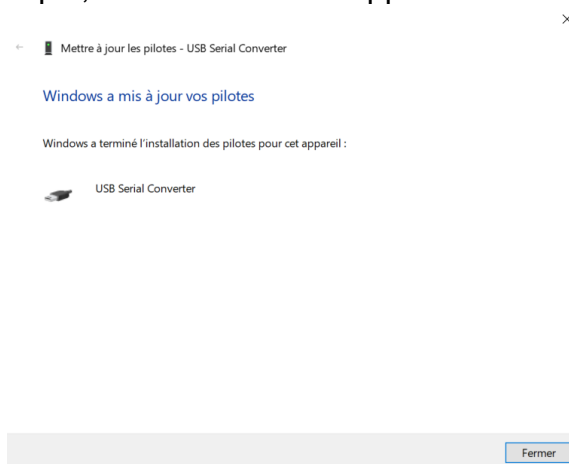 Mettre à jour les pilotes - USB Serial Converter
Windows a mis à jour vos pilotes
Windows a terminé l'installation des pilotes pour cet appareil :
USB Serial Converter
Fermer